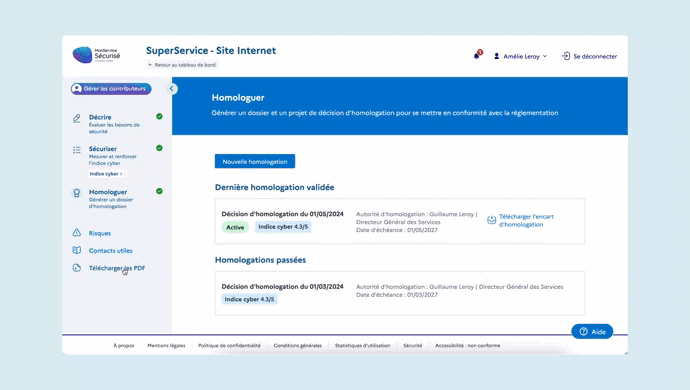 MonService
Sécurisé
SuperService - Site Internet
← Retour au tableau de bord
1
Amélie Leroy
Se déconnecter
Gérer les contributeurs
Décrire
Évaluer les besoins de
sécurité
Sécuriser
Mesurer et renforcer
l'indice cyber
Indice cyber >
Homologuer
Générer un dossier
d'homologation
Risques
Contacts utiles
Télécharger les PDF
Homologuer
Générer un dossier et un projet de décision d'homologation pour se mettre en conformité avec la réglementation
Nouvelle homologation
Dernière homologation validée
Décision d'homologation du 01/05/2024
Active
Indice cyber 4.3/5
Autorité d'homologation : Guillaume Leroy |
Directeur Général des Services
Date d'échéance : 01/05/2027
Télécharger l'encart
d'homologation
Homologations passées
Décision d'homologation du 01/03/2024
Indice cyber 4.3/5
Autorité d'homologation : Guillaume Leroy | Directeur Général des Services
Date d'échéance : 01/03/2027
Aide
À propos
Mentions légales
Politique de confidentialité
Conditions générales
Statistiques d'utilisation
Sécurité
Accessibilité : non conforme